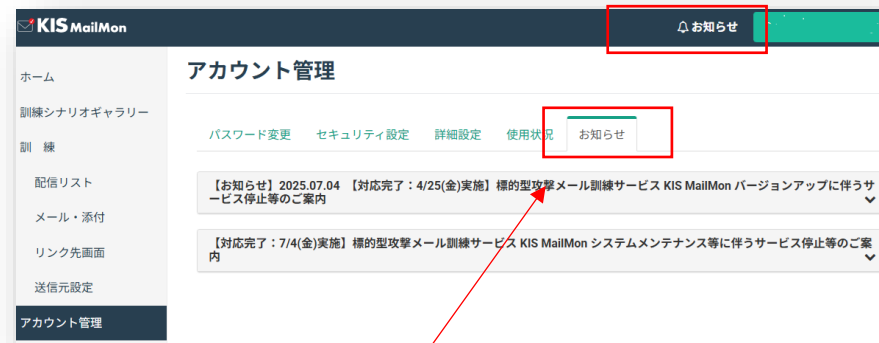 KIS MailMon
お知らせ
ホーム
訓練シナリオギャラリー
訓　練
配信リスト
メール・添付
リンク先画面
送信元設定
アカウント管理
アカウント管理
パスワード変更 セキュリティ設定 詳細設定 使用状況 お知らせ
【お知らせ】2025.07.04 【対応完了：4/25(金)実施】標的型攻撃メール訓練サービス KIS MailMon バージョンアップに伴うサ
ービス停止等のご案内
【対応完了：7/4(金)実施】標的型攻撃メール訓練サービス KIS MailMon システムメンテナンス等に伴うサービス停止等のご案
内